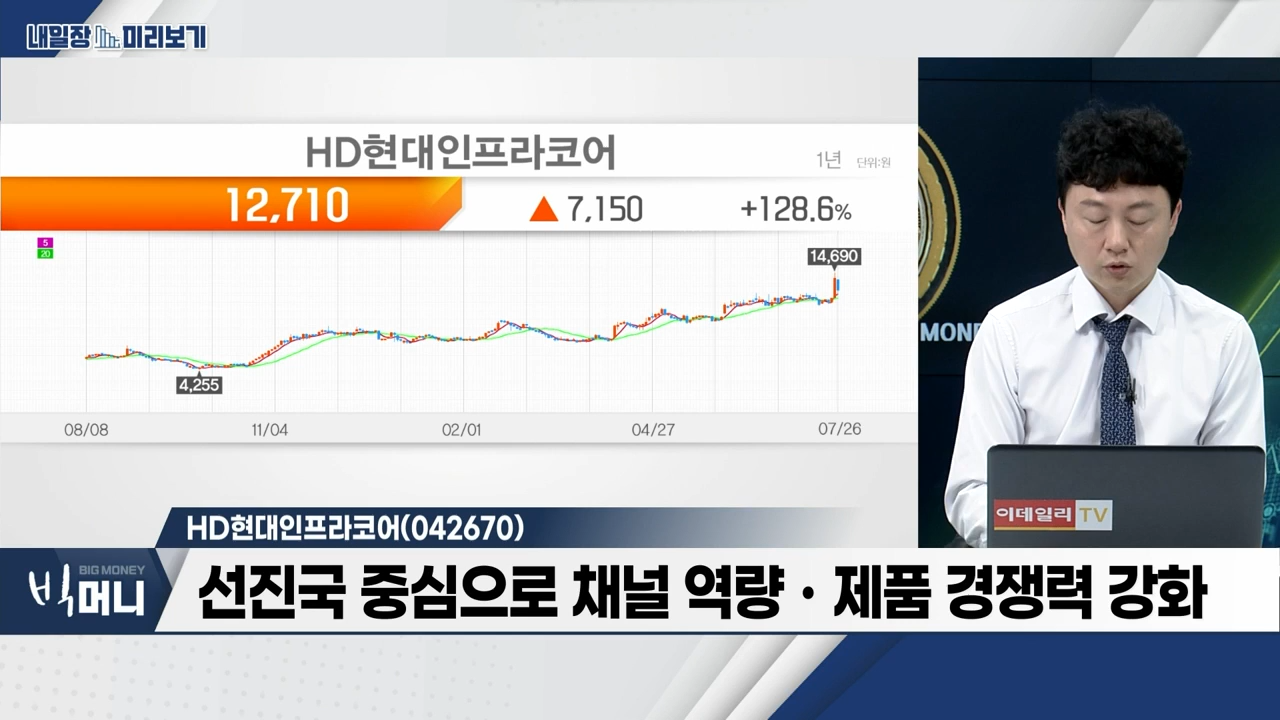 내일장 미리보기
HD현대인프라코어
1년 단위:원
12,710 ▲ 7,150 +128.6%
5
20
14,690
4,255
08/08 11/04 02/01 04/27 07/26
MONE
이데일리 TV
HD현대인프라코어(042670)
BIG MONEY
빅머니
선진국 중심으로 채널 역량·제품 경쟁력 강화